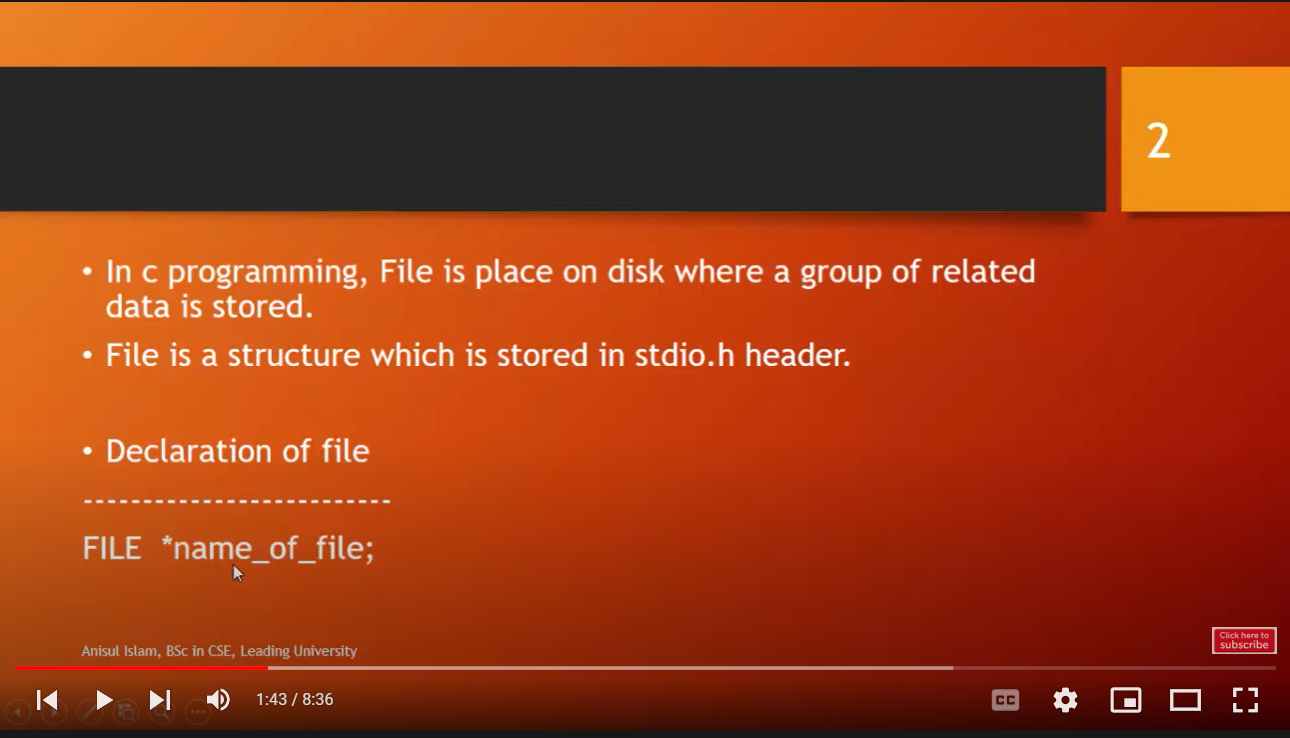 2
• In c programming, File is place on disk where a group of related
data is stored.
• File is a structure which is stored in stdio.h header.
• Declaration of file
--------------------------
FILE *name_of_file;
Anisul Islam, BSc in CSE, Leading University
Click here to
subscribe
1:43 / 8:36
CC